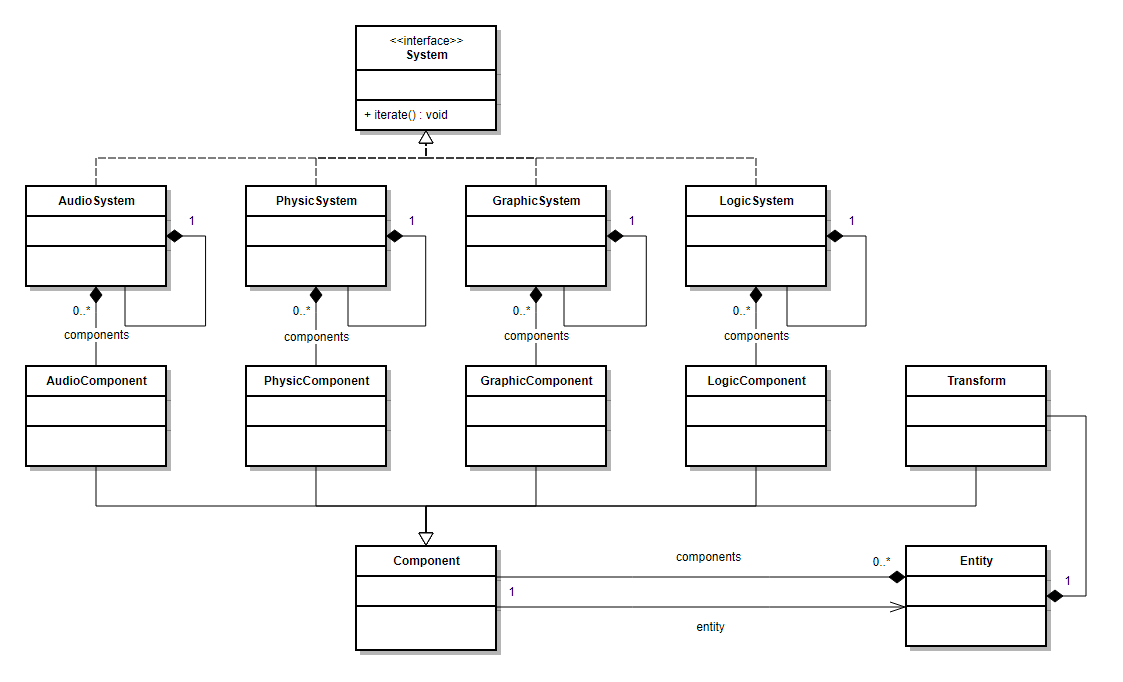 <<interface>>
System
+ iterate() : void
AudioSystem
1
PhysicSystem
1
GraphicSystem
1
LogicSystem
1
0..*
components
0..*
components
0..*
components
0..*
components
AudioComponent
PhysicComponent
GraphicComponent
LogicComponent
Transform
Component
components
0..*
Entity
1
1
entity